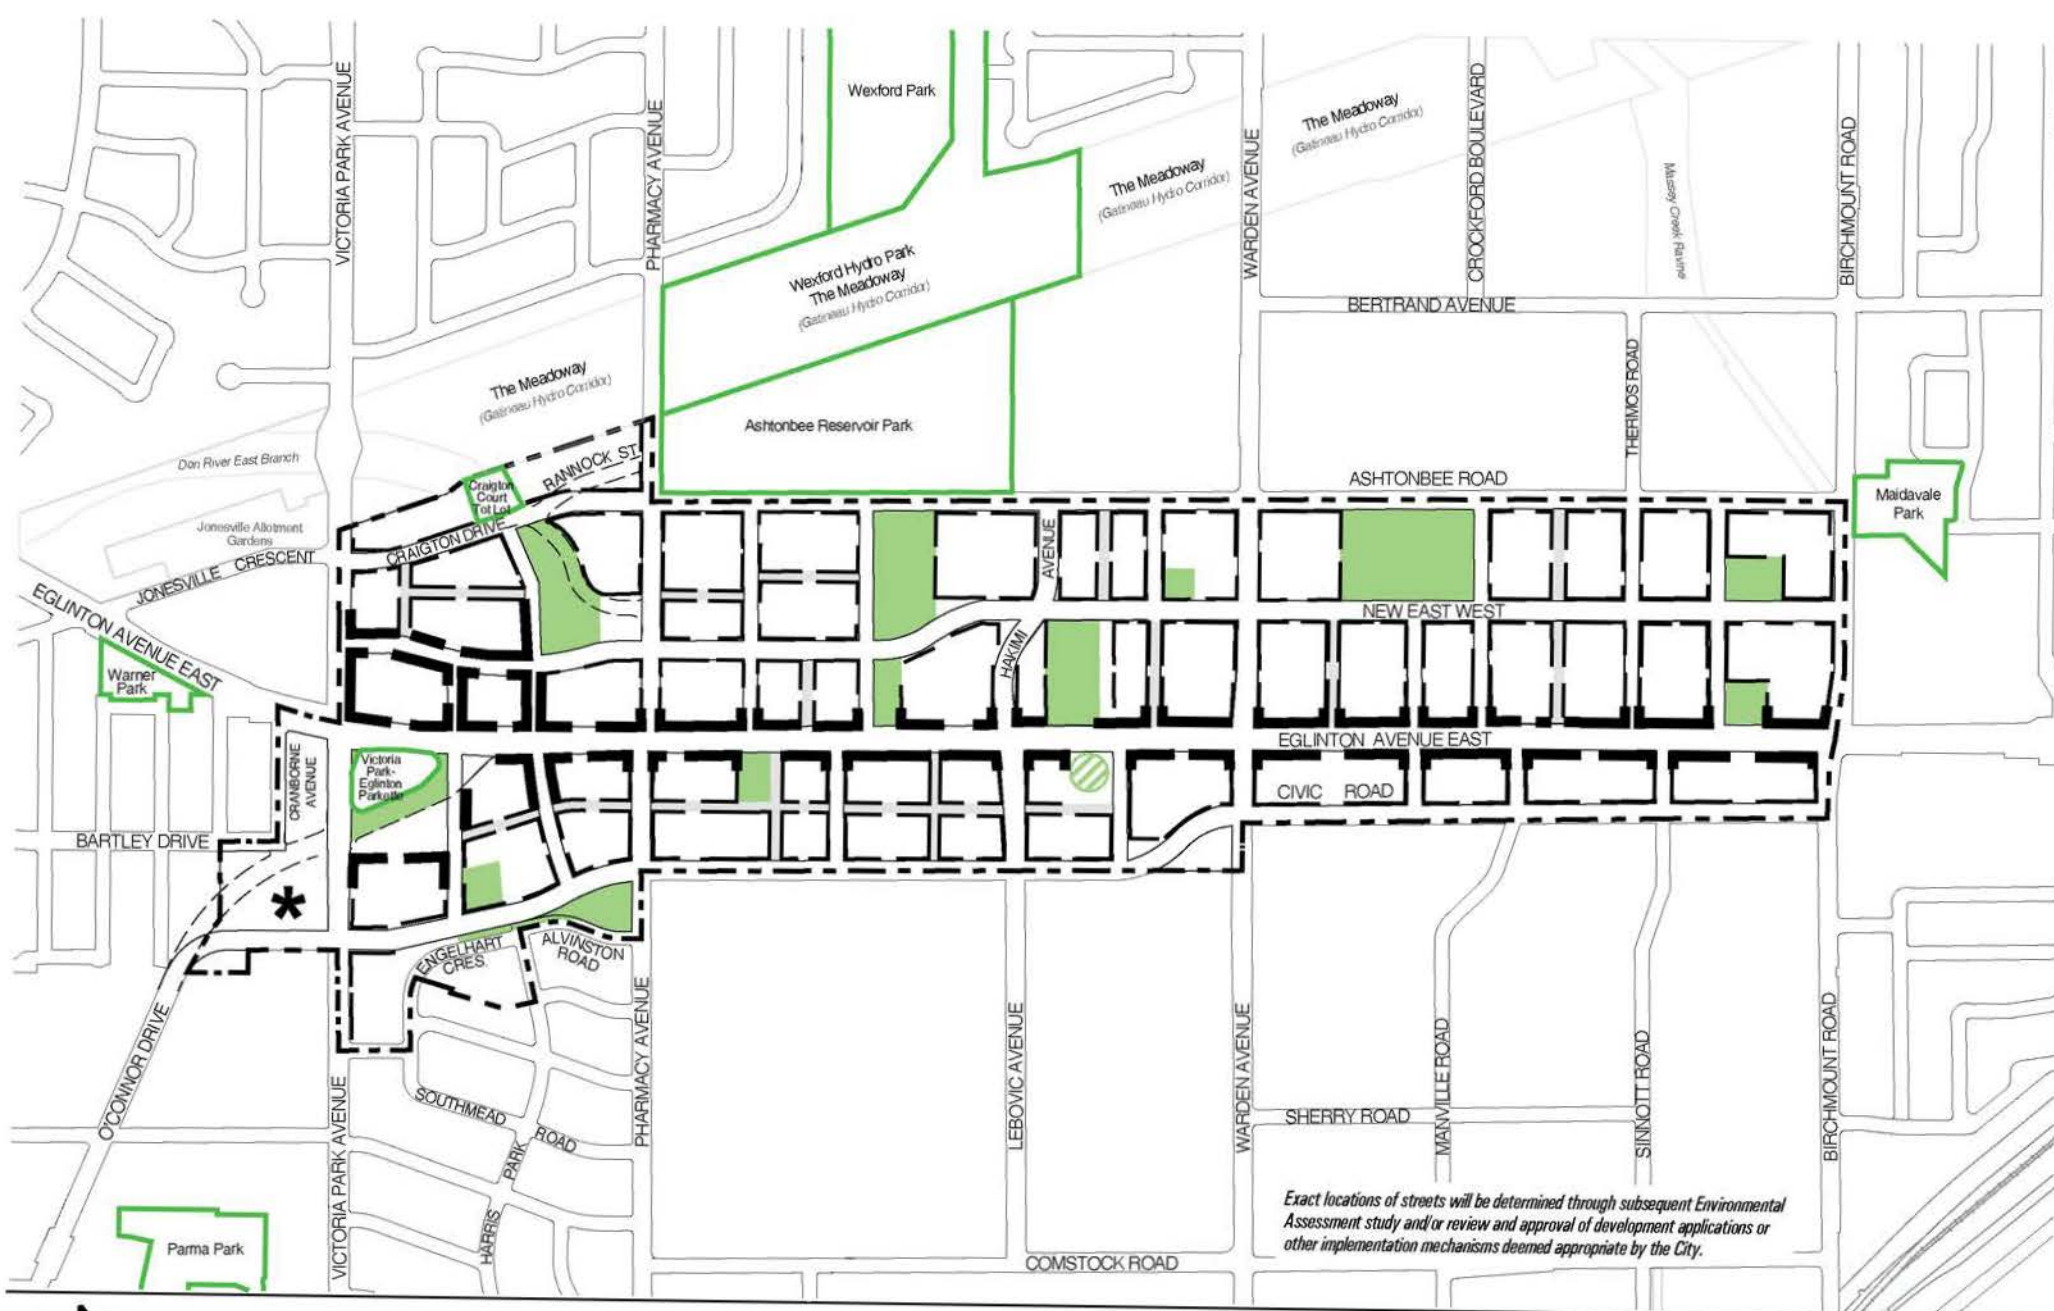 Wexford Park
The Meadoway
(Gatineau Hydro Corridor)
The Meadoway
(Gatineau Hydro Corridor)
VICTORIA PARK AVENUE
PHARMACY AVENUE
WARDEN AVENUE
CROCKFORD BOULEVARD
Massey Creek Ravine
BIRCHMOUNT ROAD
Wexford Hydro Park
The Meadoway
(Gatineau Hydro Corridor)
BERTRAND AVENUE
THERMOS ROAD
The Meadoway
(Gatineau Hydro Corridor)
Ashtonbee Reservoir Park
Don River East Branch
RANNOCK ST
ASHTONBEE ROAD
Craigton
Court
Tot Lot
Maidavale
Park
Jonesville Allotment
Gardens
CRAIGTON DRIVE
JONESVILLE CRESCENT
HAKIMI AVENUE
NEW EAST WEST
EGLINTON AVENUE EAST
Warner
Park
EGLINTON AVENUE EAST
CRANBORNE
AVENUE
Victoria
Park-
Eglinton
Parkette
CIVIC ROAD
BARTLEY DRIVE
*
ENGELHART
CRES.
ALVINSTON
ROAD
O'CONNOR DRIVE
VICTORIA PARK AVENUE
PHARMACY AVENUE
LEBOVIC AVENUE
WARDEN AVENUE
MANVILLE ROAD
SINNOTT ROAD
BIRCHMOUNT ROAD
SOUTHMEAD ROAD
SHERRY ROAD
HARRIS PARK
Parma Park
COMSTOCK ROAD
Exact locations of streets will be determined through subsequent Environmental
Assessment study and/or review and approval of development applications or
other implementation mechanisms deemed appropriate by the City.